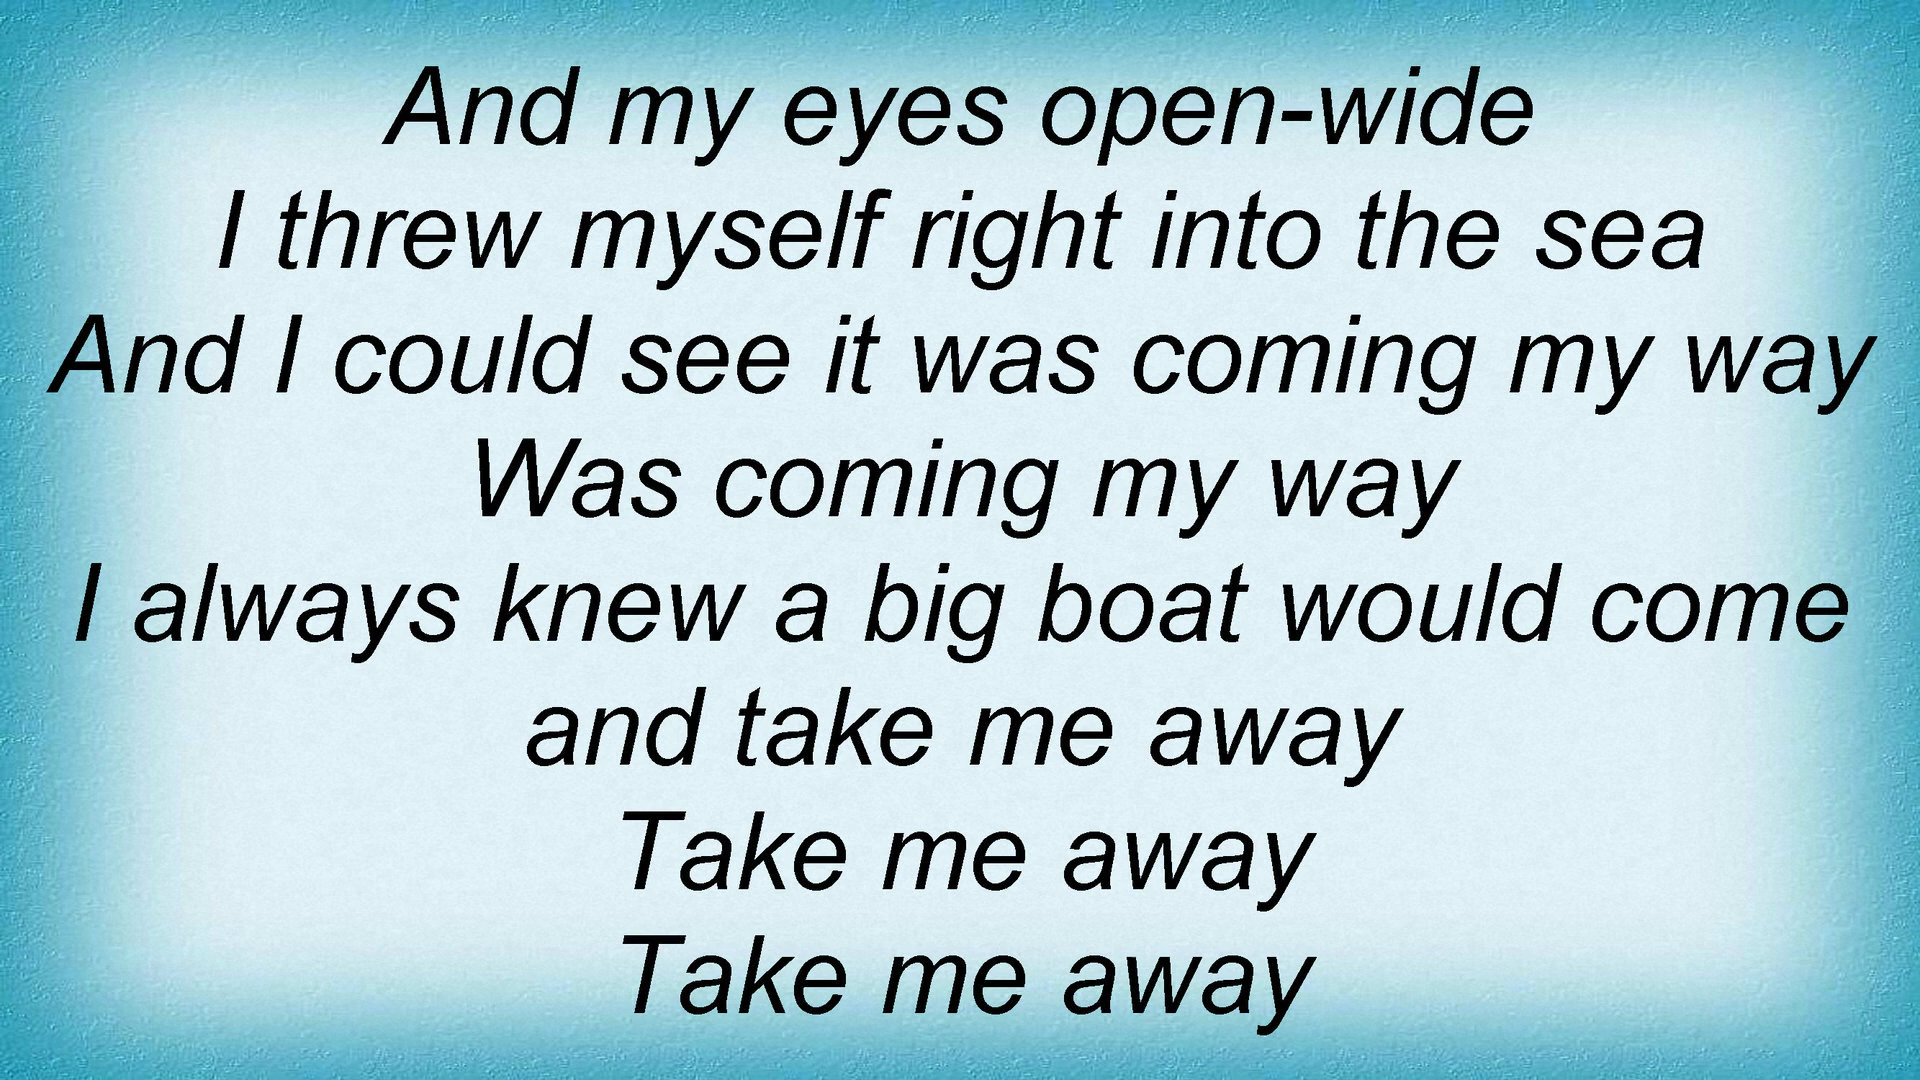 And my eyes open-wide
I threw myself right into the sea
And I could see it was coming my way
Was coming my way
I always knew a big boat would come
and take me away
Take me away
Take me away